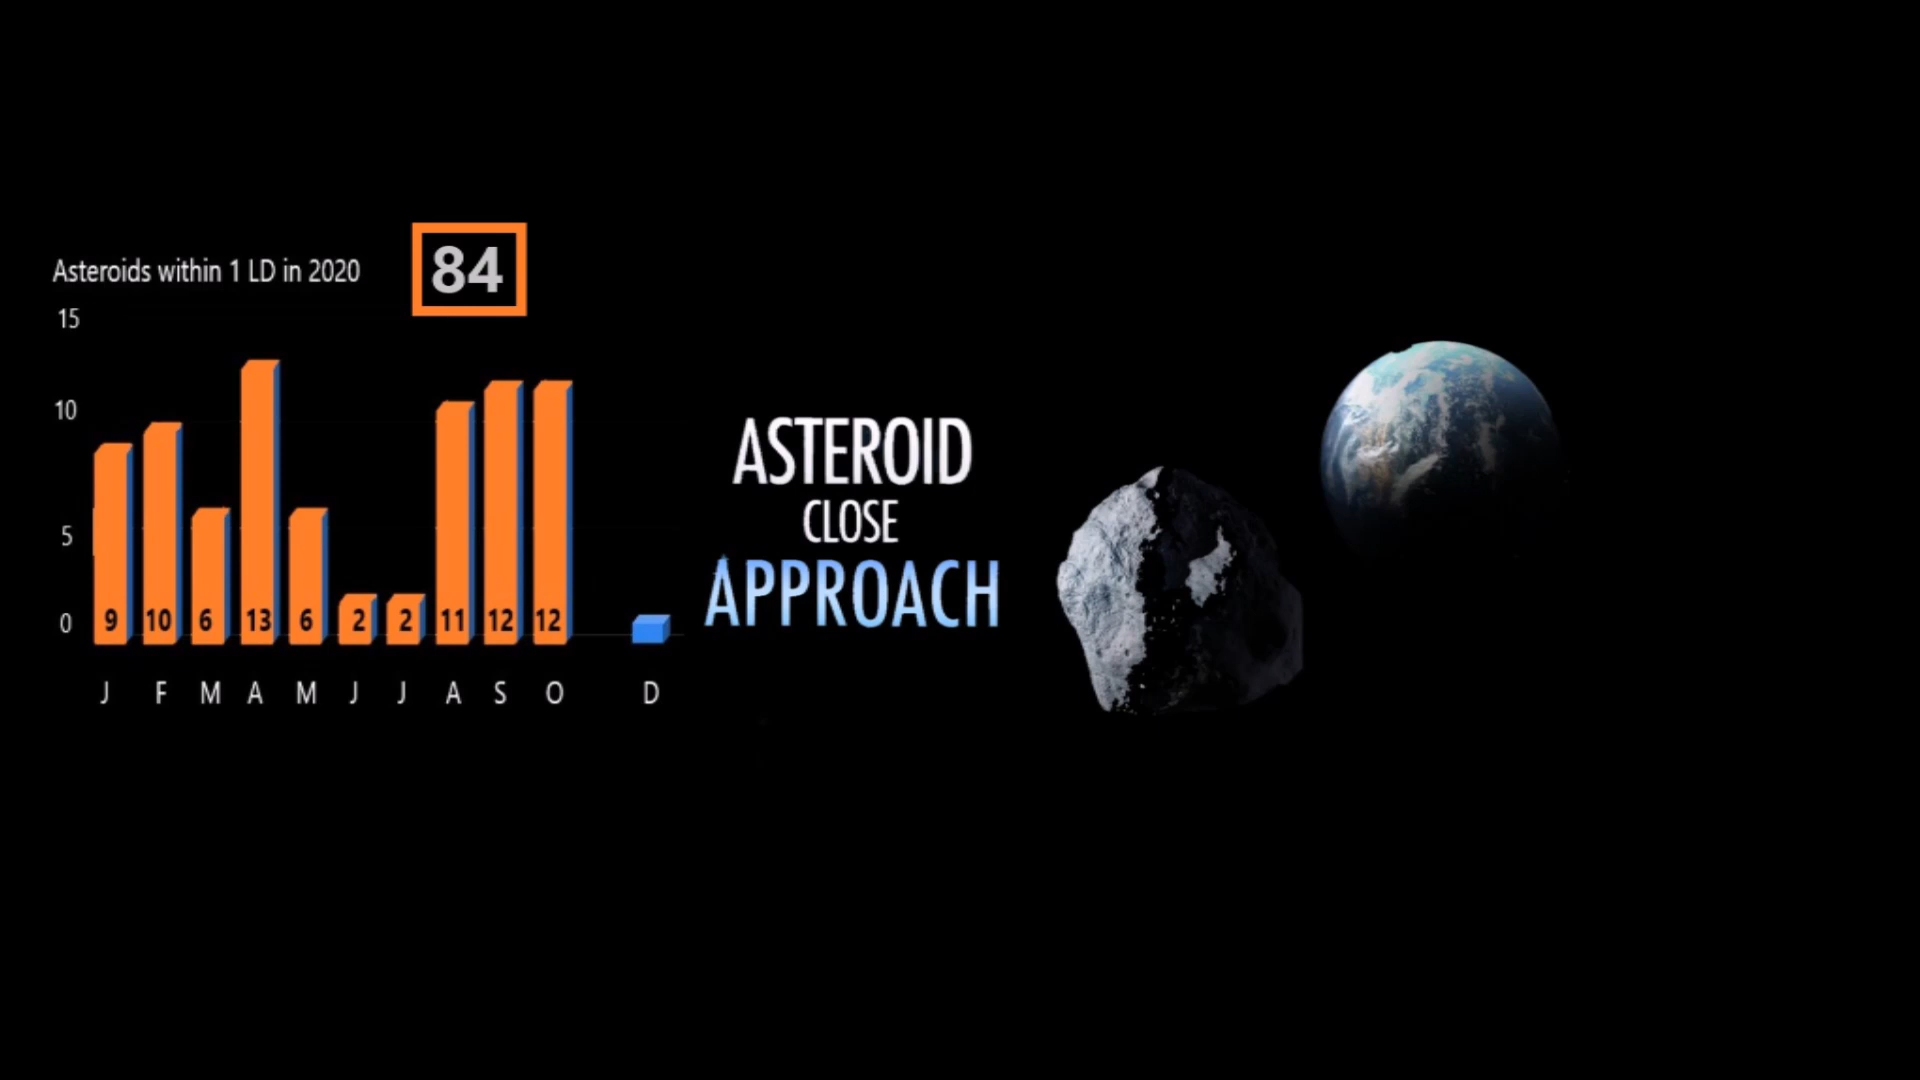 Asteroids within 1 LD in 2020
84
15
10
5
0
9 10 6 13 6 2 2 11 12 12
J F M A M J J A S O D
ASTEROID
CLOSE
APPROACH